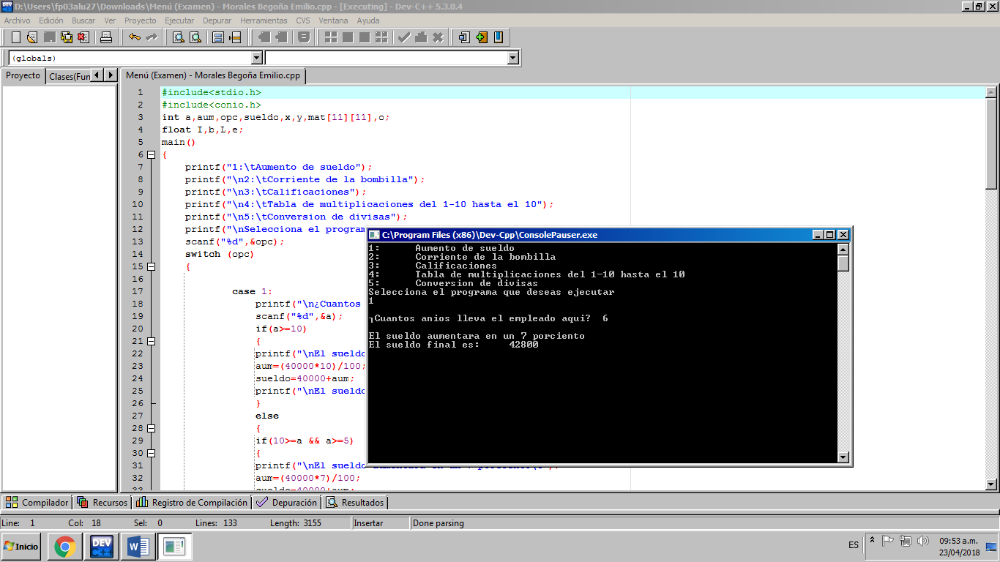 D:\Users\fp03alu27\Downloads\Menú (Examen) - Morales Begoña Emilio.cpp - [Executing] - Dev-C++ 5.3.0.4
Archivo Edición Buscar Ver Proyecto Ejecutar Depurar Herramientas CVS Ventana Ayuda
(globals)
Proyecto Clases(Fun
Menú (Examen) - Morales Begoña Emilio.cpp
1 #include<stdio.h>
2 #include<conio.h>
3 int a,aum,opc,sueldo,x,y,mat[11][11],o;
4 float I,b,L,e;
5 main()
6 {
7 printf("1:\tAumento de sueldo");
8 printf("\n2:\tCorriente de la bombilla");
9 printf("\n3:\tCalificaciones");
10 printf("\n4:\tTabla de multiplicaciones del 1-10 hasta el 10");
11 printf("\n5:\tConversion de divisas");
12 printf("\nSelecciona el program
13 scanf("%d",&opc);
14 switch (opc)
15 {
16
17 case 1:
18 printf("\n¿Cuantos
19 scanf("%d",&a);
20 if(a>=10)
21 {
22 printf("\nEl sueld
23 aum=(40000*10)/100;
24 sueldo=40000+aum;
25 printf("\nEl sueldo
26 }
27 else
28 {
29 if(10>=a && a>=5)
30 {
31 printf("\nEl sueldo
32 aum=(40000*7)/100;
33 sueldo=40000+aum;
C:\Program Files (x86)\Dev-Cpp\ConsolePauser.exe
1: Aumento de sueldo
2: Corriente de la bombilla
3: Calificaciones
4: Tabla de multiplicaciones del 1-10 hasta el 10
5: Conversion de divisas
Selecciona el programa que deseas ejecutar
1
┐Cuantos anios lleva el empleado aqui? 6
El sueldo aumentara en un 7 porciento
El sueldo final es: 42800
Compilador Recursos Registro de Compilación Depuración Resultados
Line: 1 Col: 18 Sel: 0 Lines: 133 Length: 3155 Insertar Done parsing
Inicio DEV C++ ES 09:53 a.m.
23/04/2018